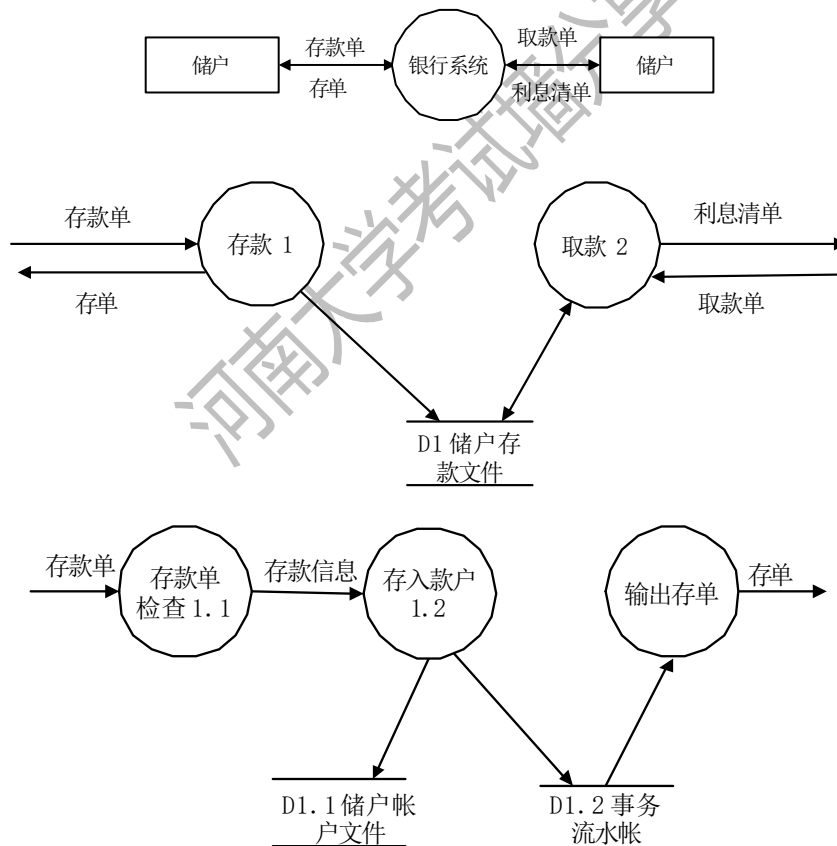 储户
存款单
存单
银行系统
取款单
利息清单
储户
存款单
存单
存款 1
取款 2
利息清单
取款单
D1 储户存
款文件
存款单
存款单
检查 1.1
存款信息
存入款户
1.2
输出存单
存单
D1.1储户帐
户文件
D1.2 事务
流水帐
河南大学考试墙分享